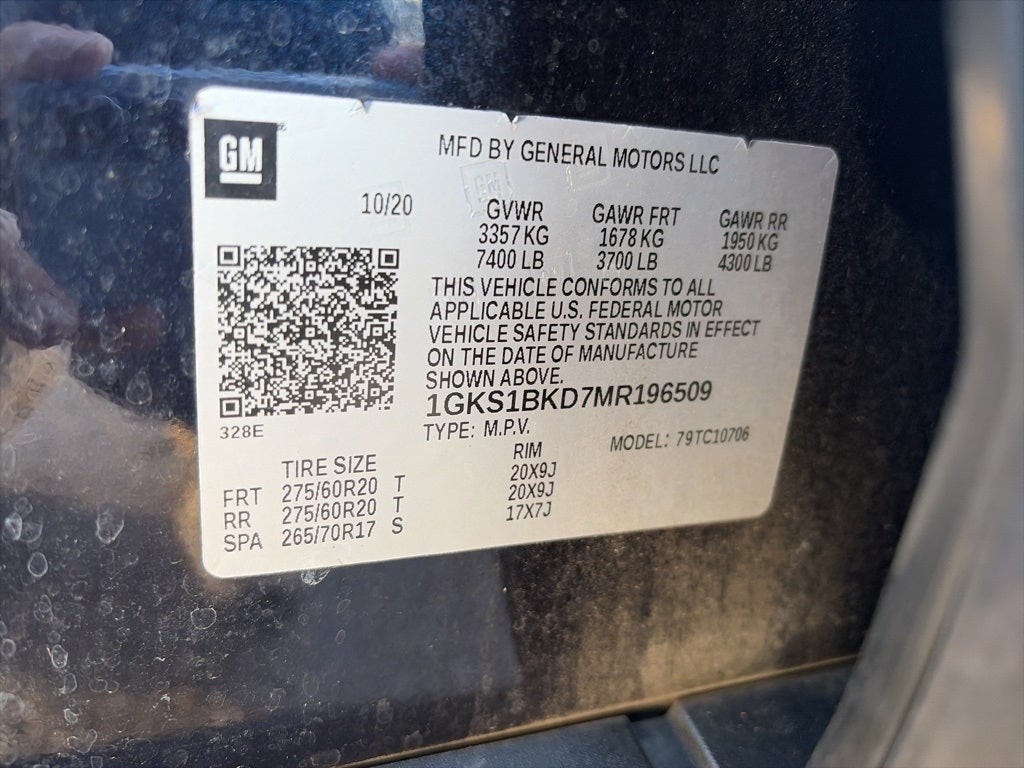 GM
MFD BY GENERAL MOTORS LLC
10/20
GVWR GAWR FRT GAWR RR
3357 KG 1678 KG 1950 KG
7400 LB 3700 LB 4300 LB
THIS VEHICLE CONFORMS TO ALL
APPLICABLE U.S. FEDERAL MOTOR
VEHICLE SAFETY STANDARDS IN EFFECT
ON THE DATE OF MANUFACTURE
SHOWN ABOVE.
1GKS1BKD7MR196509
328E
TYPE: M.P.V. MODEL: 79TC10706
TIRE SIZE RIM
FRT 275/60R20 T 20X9J
RR 275/60R20 T 20X9J
SPA 265/70R17 S 17X7J